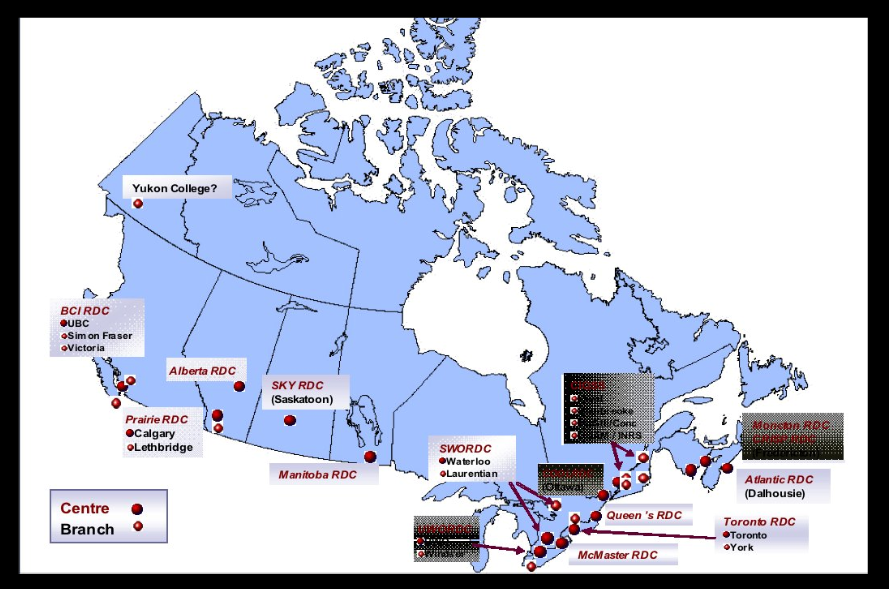 Yukon College?
BCI RDC
UBC
Simon Fraser
Victoria
Alberta RDC
SKY RDC
(Saskatoon)
Prairie RDC
Calgary
Lethbridge
Manitoba RDC
SWORDC
Waterloo
Laurentian
(Ottawa)
Windsor
Moncton RDC
Atlantic RDC
(Dalhousie)
Queen 's RDC
Toronto RDC
Toronto
York
McMaster RDC
Centre
Branch